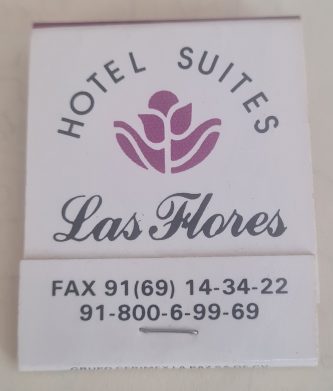 HOTEL SUITES
Las Flores
FAX 91(69) 14-34-22
91-800-6-99-69